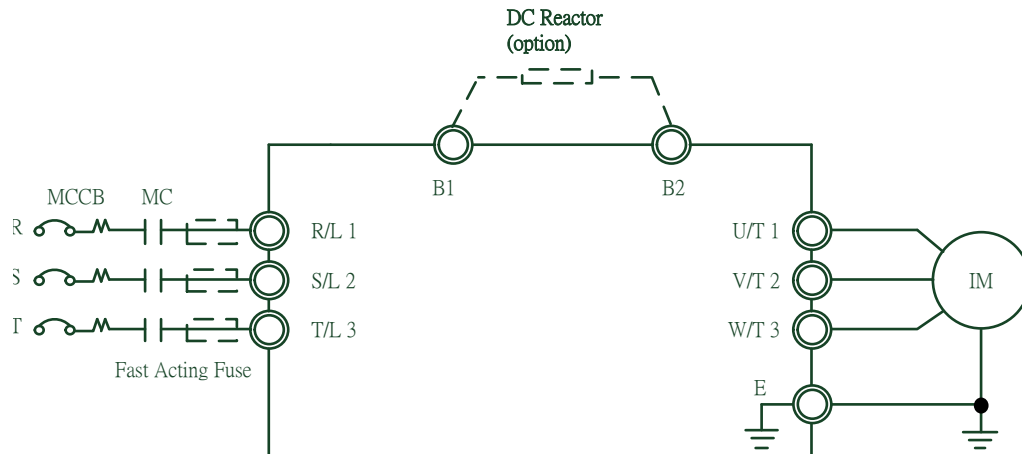 DC Reactor
(option)
B1
B2
MCCB
MC
R
R/L 1
U/T 1
S
S/L 2
V/T 2
IM
T
T/L 3
W/T 3
Fast Acting Fuse
E